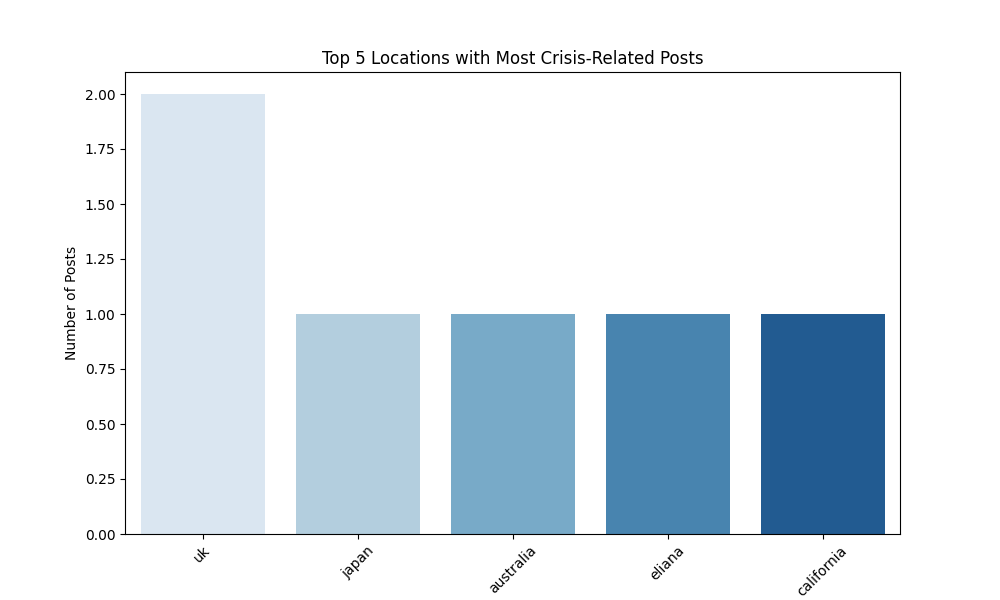 Top 5 Locations with Most Crisis-Related Posts
Number of Posts
2.00
1.75
1.50
1.25
1.00
0.75
0.50
0.25
0.00
uk
japan
australia
eliana
california